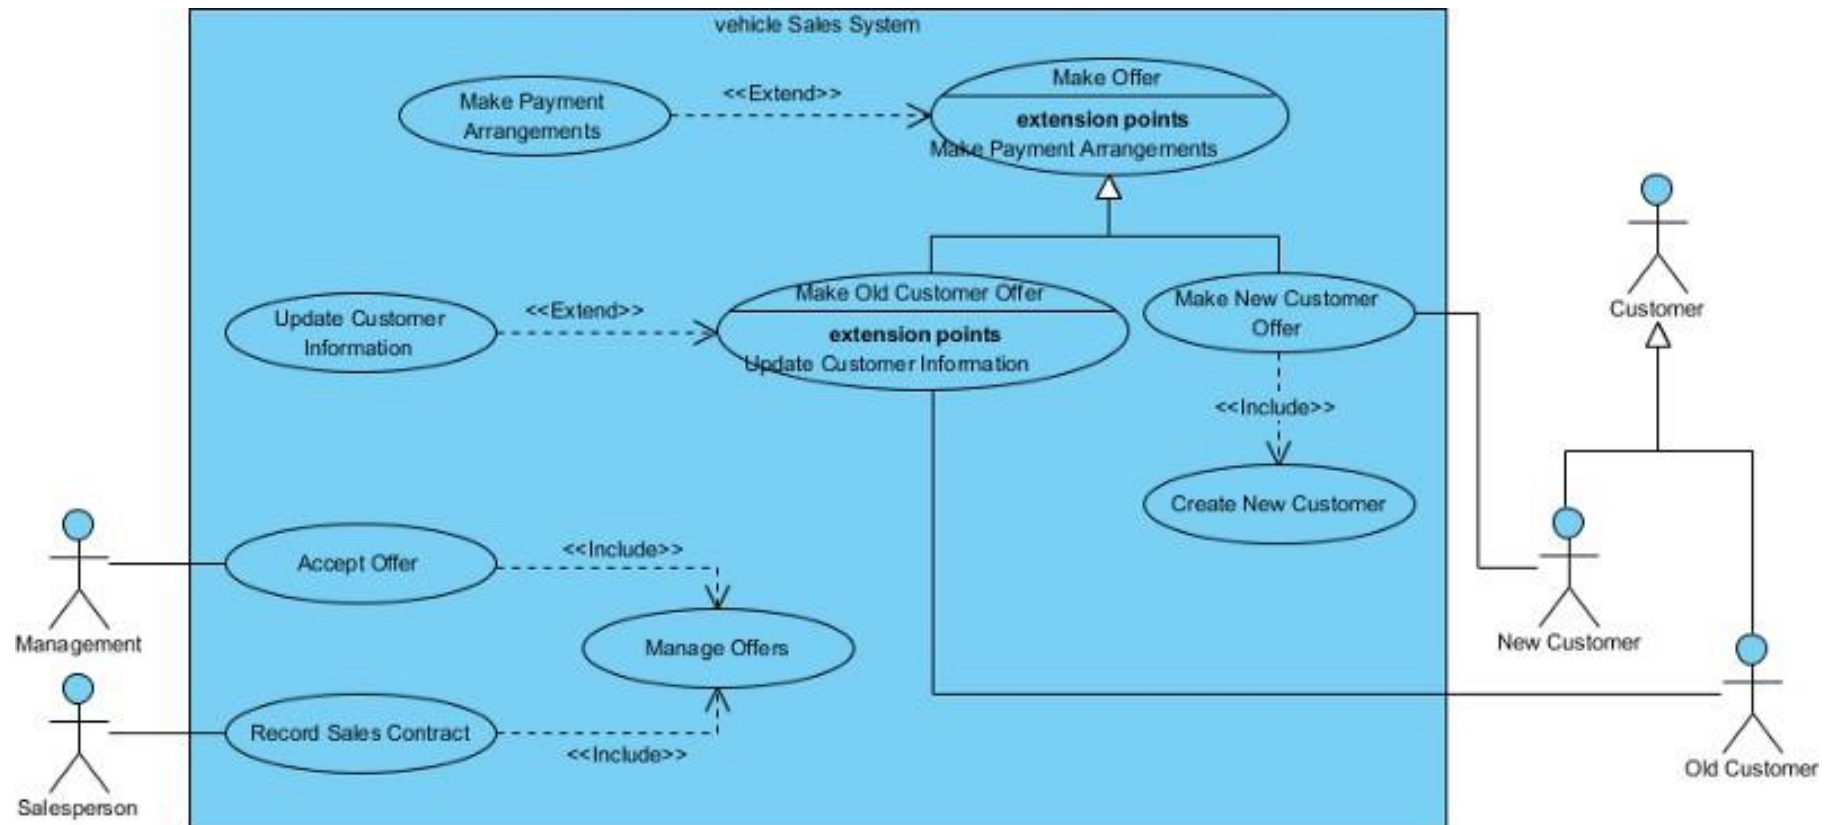 vehicle Sales System
Make Payment
Arrangements
<<Extend>>
Make Offer
extension points
Make Payment Arrangements
Customer
Update Customer
Information
<<Extend>>
Make Old Customer Offer
extension points
Update Customer Information
Make New Customer
Offer
<<Include>>
Create New Customer
Management
Accept Offer
<<Include>>
Manage Offers
New Customer
Salesperson
Record Sales Contract
<<Include>>
Old Customer